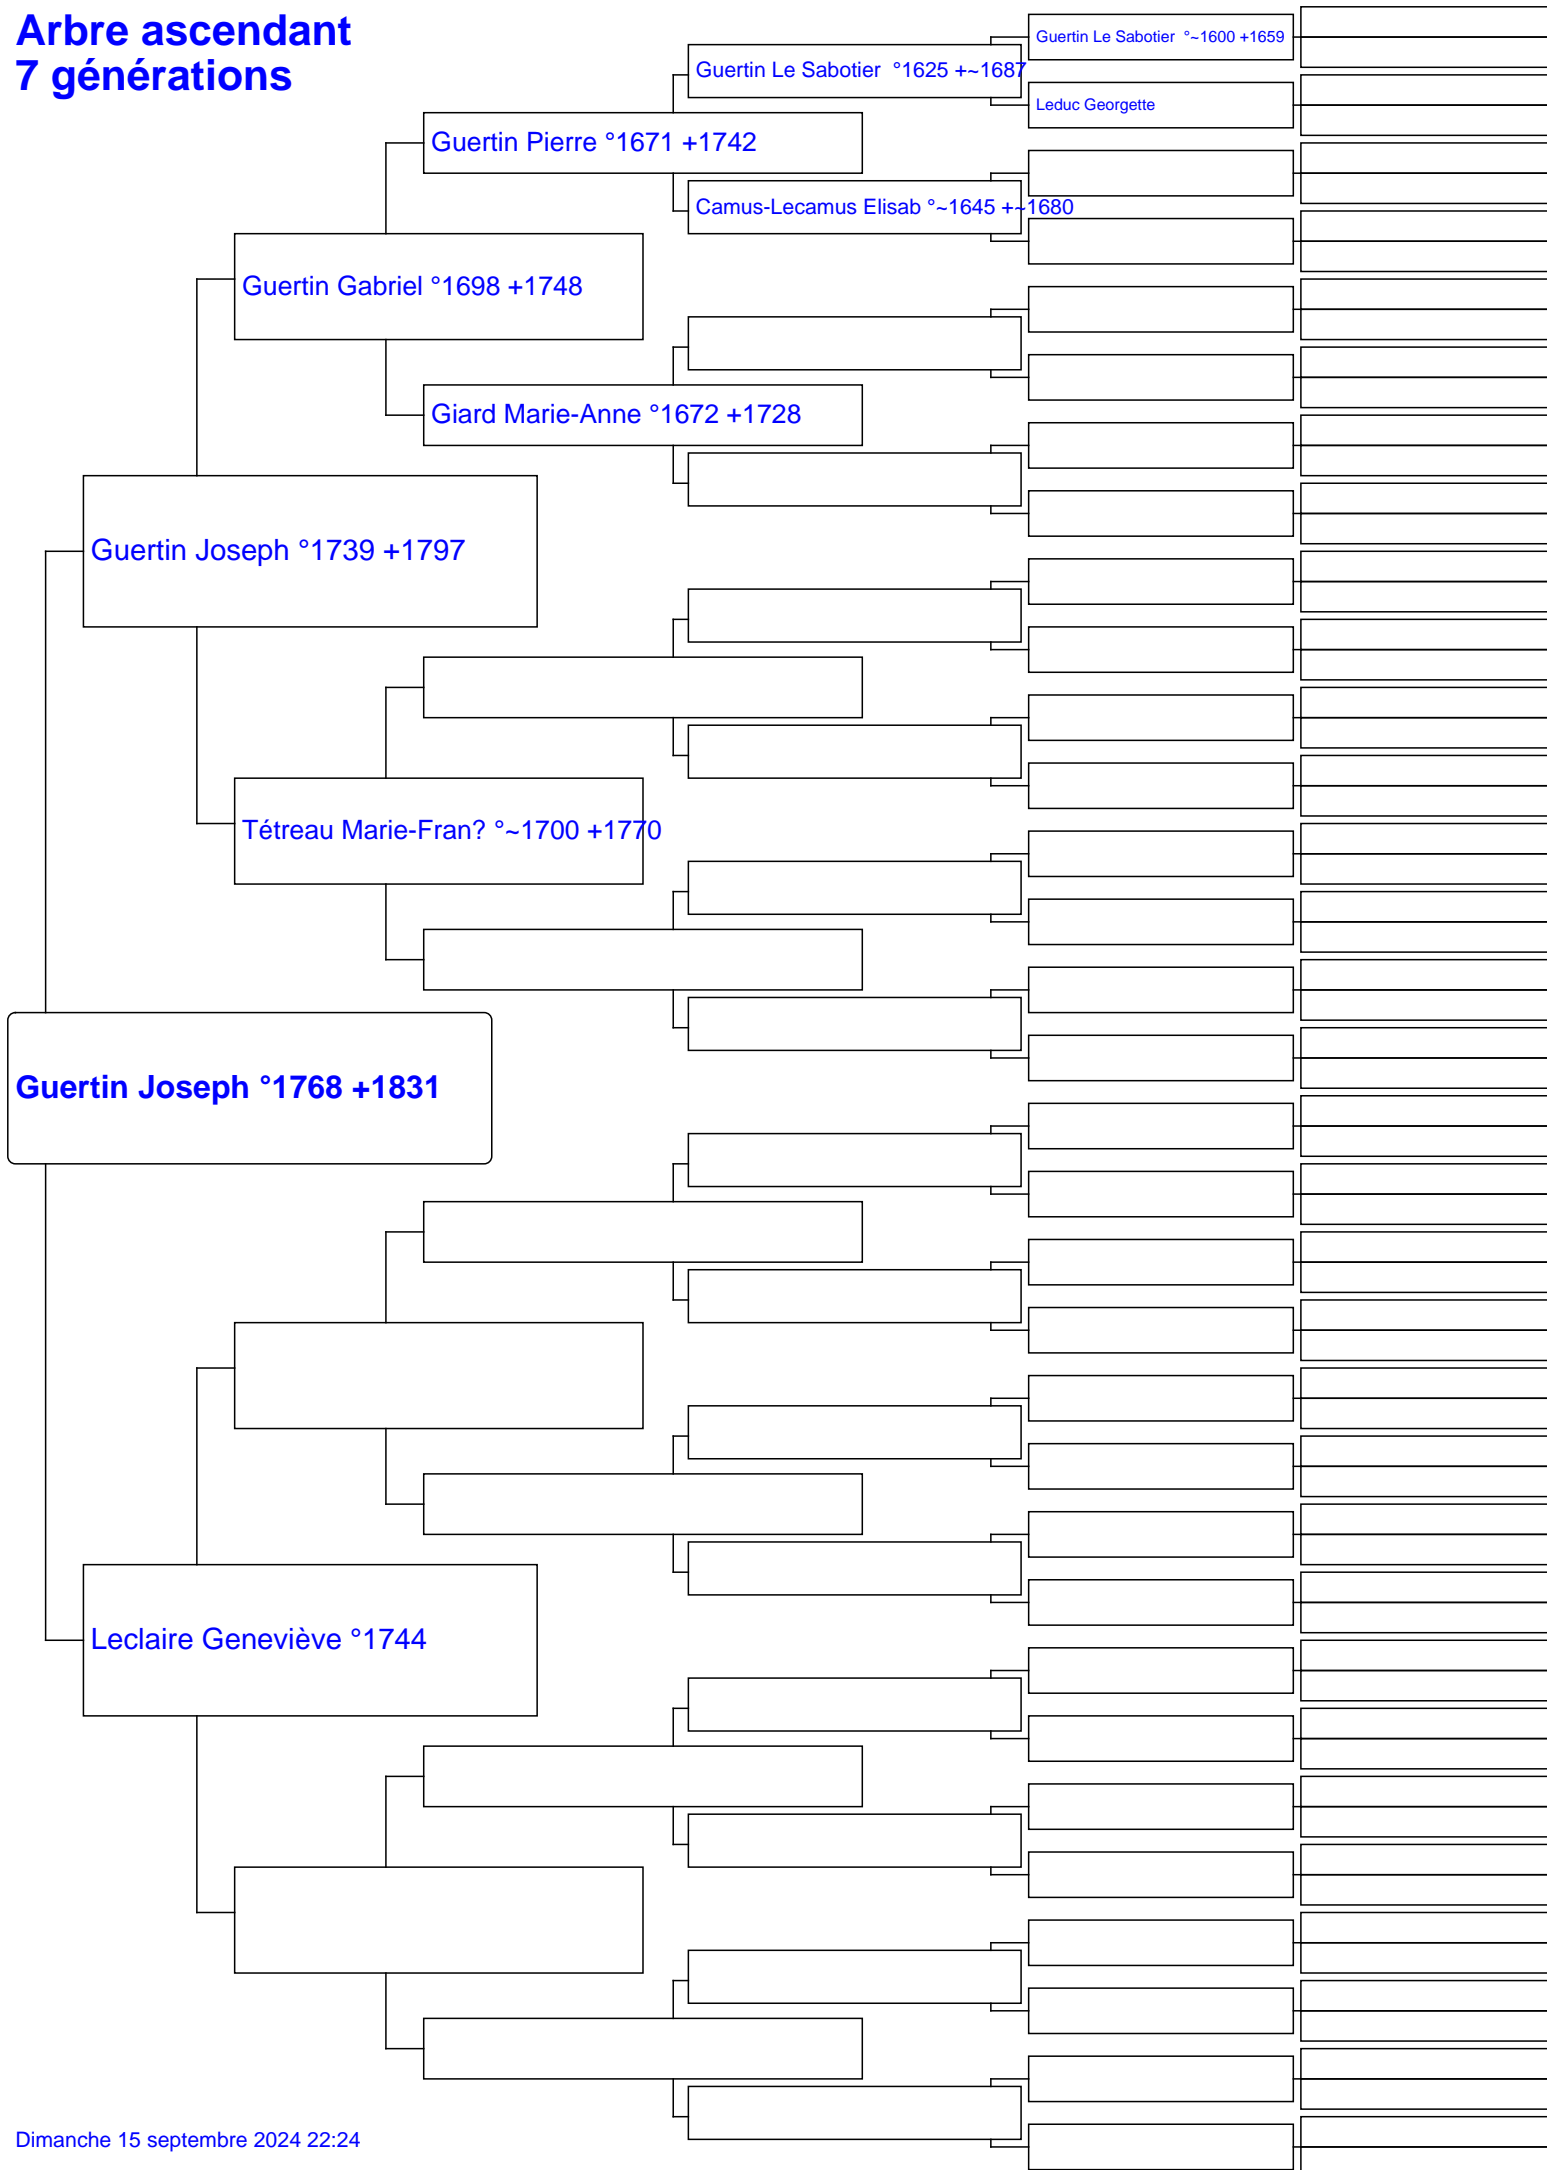 Arbre ascendant
7 générations
Guertin Le Sabotier °~1600 +1659
Guertin Le Sabotier °1625 +~1687
Leduc Georgette
Guertin Pierre °1671 +1742
Camus-Lecamus Elisab °~1645 +~1680
Guertin Gabriel °1698 +1748
Giard Marie-Anne °1672 +1728
Guertin Joseph °1739 +1797
Tétreau Marie-Fran? °~1700 +1770
Guertin Joseph °1768 +1831
Leclaire Geneviève °1744
Dimanche 15 septembre 2024 22:24